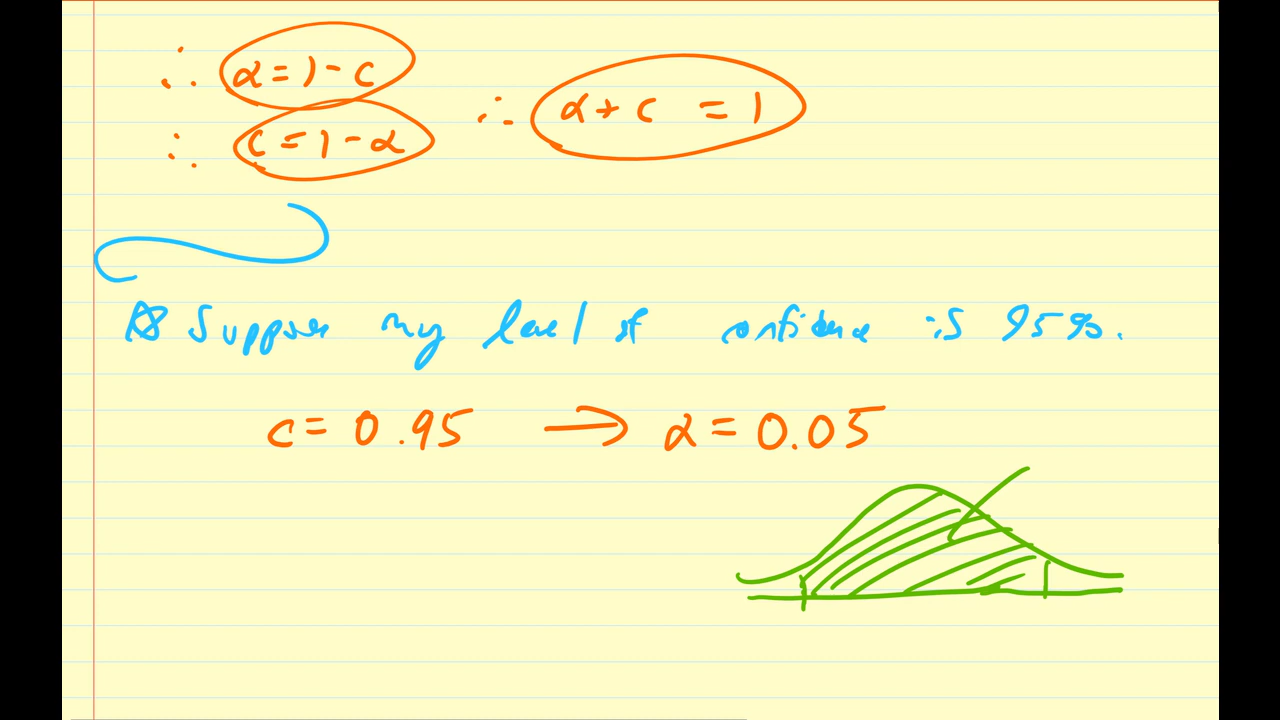 ∴ α = 1 - c
∴ c = 1 - α
∴ α + c = 1
Suppose my level of confidence is 95%.
c = 0.95 → α = 0.05